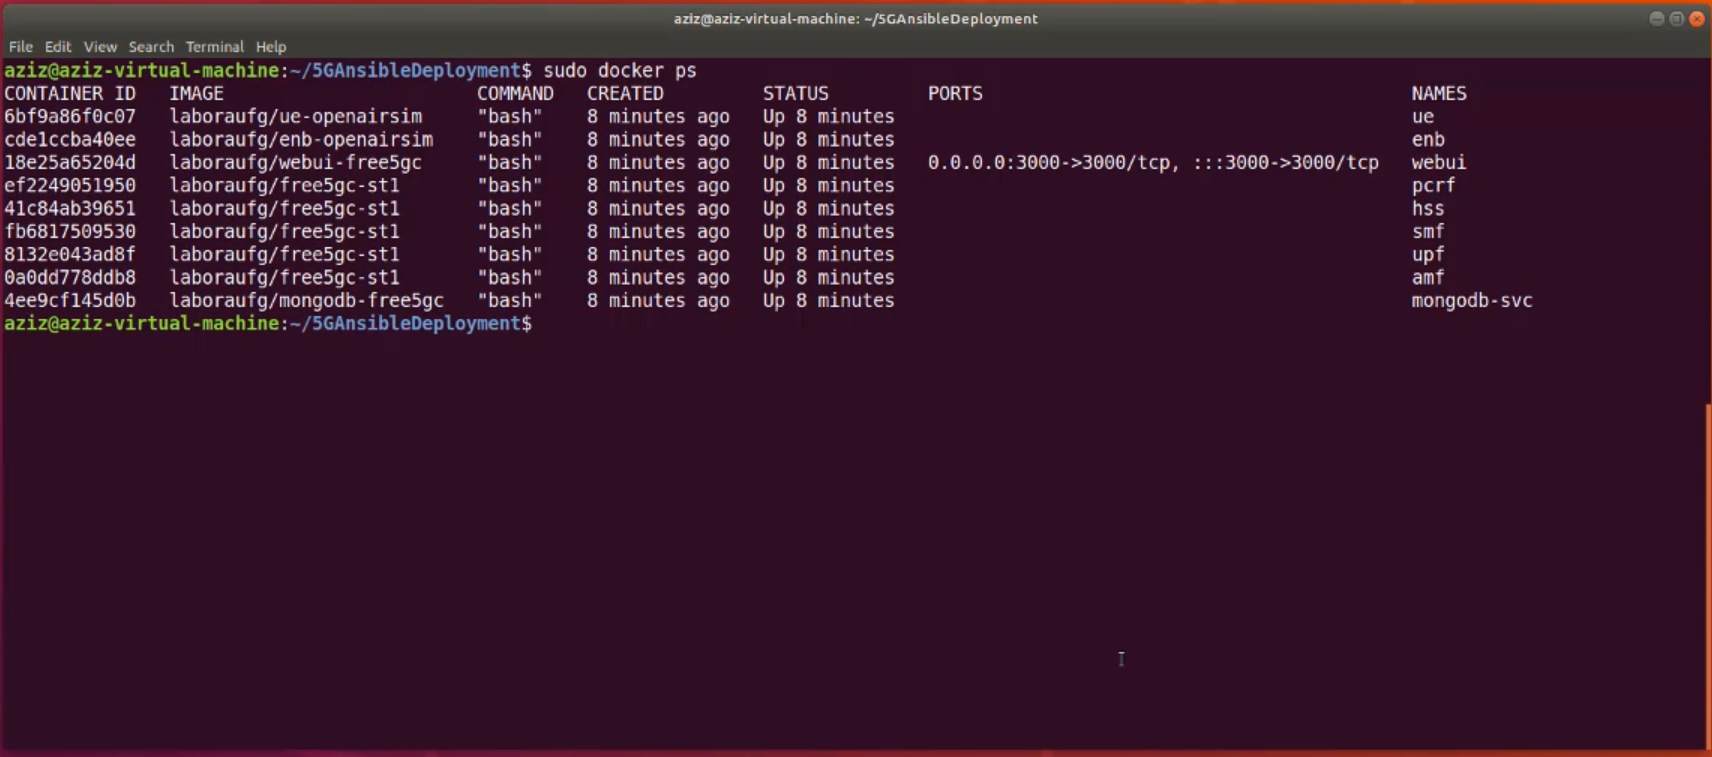 aziz@aziz-virtual-machine: ~/5GAnsibleDeployment
File Edit View Search Terminal Help
aziz@aziz-virtual-machine:~/5GAnsibleDeployment$ sudo docker ps
CONTAINER ID IMAGE COMMAND CREATED STATUS PORTS NAMES
6bf9a86f0c07 laboraufg/ue-openairsim "bash" 8 minutes ago Up 8 minutes ue
cde1ccba40ee laboraufg/enb-openairsim "bash" 8 minutes ago Up 8 minutes enb
18e25a65204d laboraufg/webui-free5gc "bash" 8 minutes ago Up 8 minutes 0.0.0.0:3000->3000/tcp, :::3000->3000/tcp webui
ef2249051950 laboraufg/free5gc-st1 "bash" 8 minutes ago Up 8 minutes pcrf
41c84ab39651 laboraufg/free5gc-st1 "bash" 8 minutes ago Up 8 minutes hss
fb6817509530 laboraufg/free5gc-st1 "bash" 8 minutes ago Up 8 minutes smf
8132e043ad8f laboraufg/free5gc-st1 "bash" 8 minutes ago Up 8 minutes upf
0a0dd778ddb8 laboraufg/free5gc-st1 "bash" 8 minutes ago Up 8 minutes amf
4ee9cf145d0b laboraufg/mongodb-free5gc "bash" 8 minutes ago Up 8 minutes mongodb-svc
aziz@aziz-virtual-machine:~/5GAnsibleDeployment$